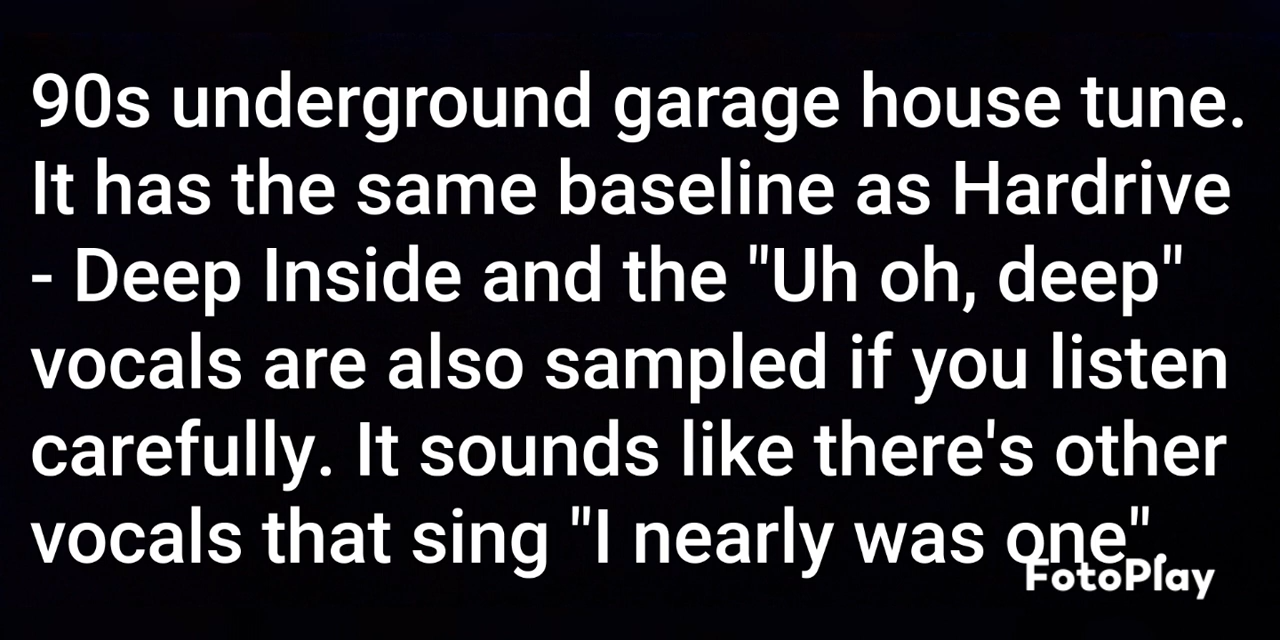 90s underground garage house tune.
It has the same baseline as Hardrive
- Deep Inside and the "Uh oh, deep"
vocals are also sampled if you listen
carefully. It sounds like there's other
vocals that sing "I nearly was one".
FotoPlay